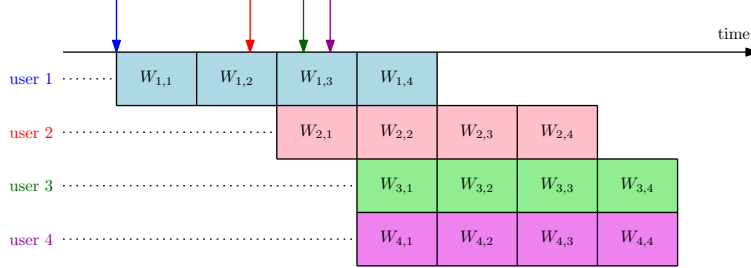 time
user 1 W1,1 W1,2 W1,3 W1,4
user 2 W2,1 W2,2 W2,3 W2,4
user 3 W3,1 W3,2 W3,3 W3,4
user 4 W4,1 W4,2 W4,3 W4,4